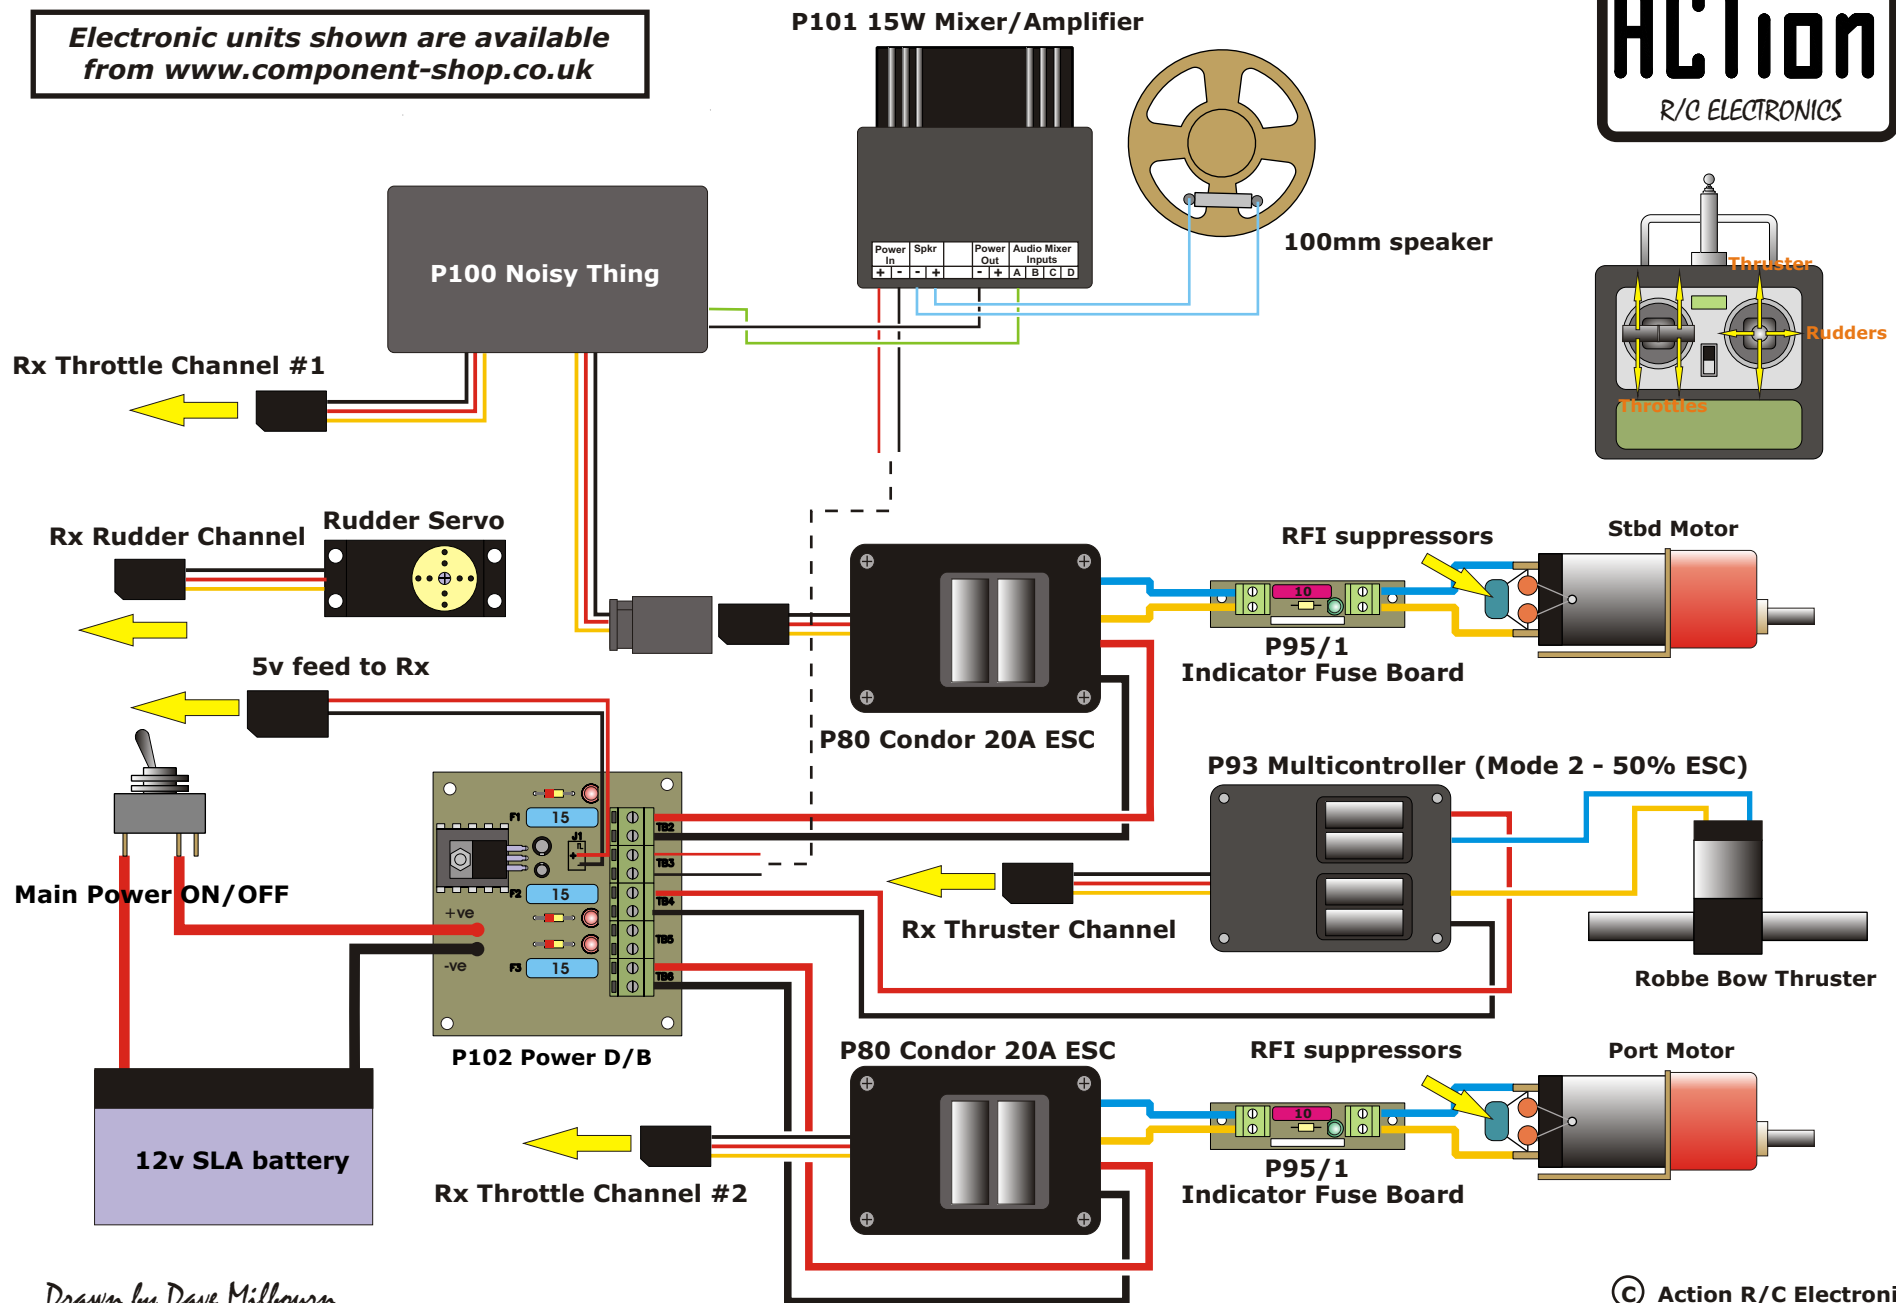 Electronic units shown are available
from www.component-shop.co.uk
P101 15W Mixer/Amplifier
ACTion
R/C ELECTRONICS
P100 Noisy Thing
Power In
Spkr
Power Out
Audio Mixer Inputs
+ - - + - + A B C D
100mm speaker
Thruster
Rudders
Throttles
Rx Throttle Channel #1
Rx Rudder Channel
Rudder Servo
RFI suppressors
Stbd Motor
10
P95/1
Indicator Fuse Board
5v feed to Rx
P80 Condor 20A ESC
P93 Multicontroller (Mode 2 - 50% ESC)
Main Power ON/OFF
F1
15
J1
+
TB2
TB3
F2
15
TB4
+ve
-ve
TB5
F3
15
TB6
P102 Power D/B
Rx Thruster Channel
Robbe Bow Thruster
P80 Condor 20A ESC
RFI suppressors
Port Motor
10
P95/1
Indicator Fuse Board
12v SLA battery
Rx Throttle Channel #2
Drawn by Dave Milbourn
© Action R/C Electroni